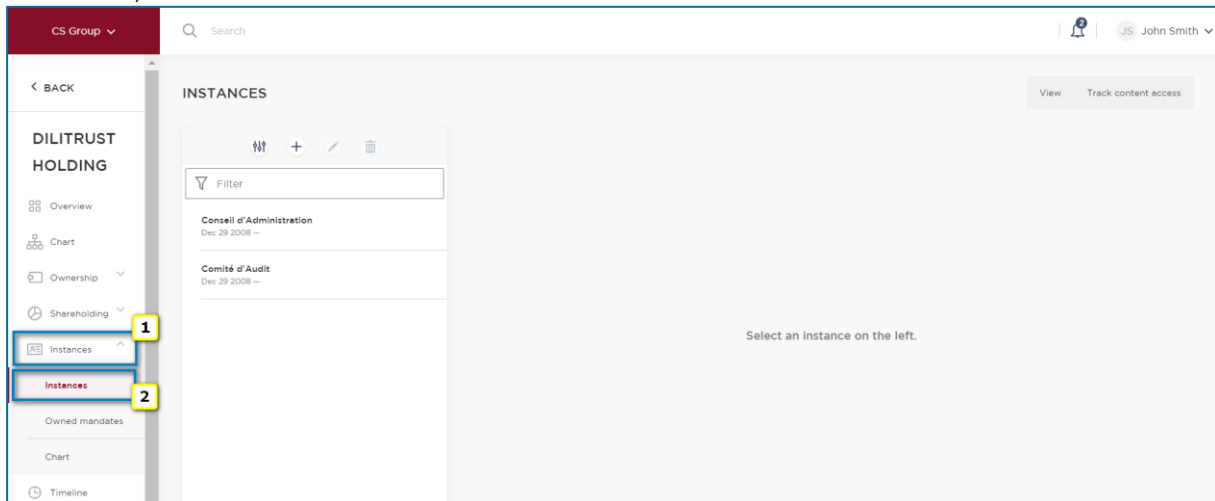 CS Group
Search
2
JS John Smith
BACK
INSTANCES
View Track content access
DILITRUST
HOLDING
Filter
Overview
Conseil d'Administration
Dec 29 2008 —
Chart
Comité d'Audit
Dec 29 2008 —
Ownership
Shareholding
1
Instances
Select an instance on the left.
Instances
2
Owned mandates
Chart
Timeline